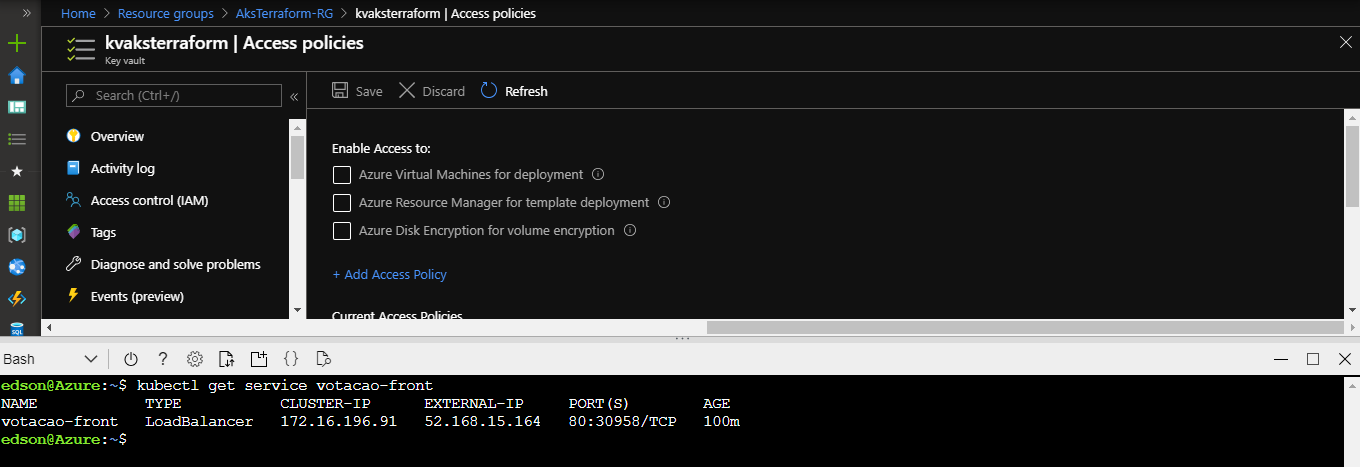 Home > Resource groups > AksTerraform-RG > kvaksterraform | Access policies
kvaksterraform | Access policies
Key vault
Search (Ctrl+/)
Overview
Activity log
Access control (IAM)
Tags
Diagnose and solve problems
Events (preview)
Save Discard Refresh
Enable Access to:
Azure Virtual Machines for deployment
Azure Resource Manager for template deployment
Azure Disk Encryption for volume encryption
+ Add Access Policy
Current Access Policies
SQL
Bash
edson@Azure:~$ kubectl get service votacao-front
NAME TYPE CLUSTER-IP EXTERNAL-IP PORT(S) AGE
votacao-front LoadBalancer 172.16.196.91 52.168.15.164 80:30958/TCP 100m
edson@Azure:~$